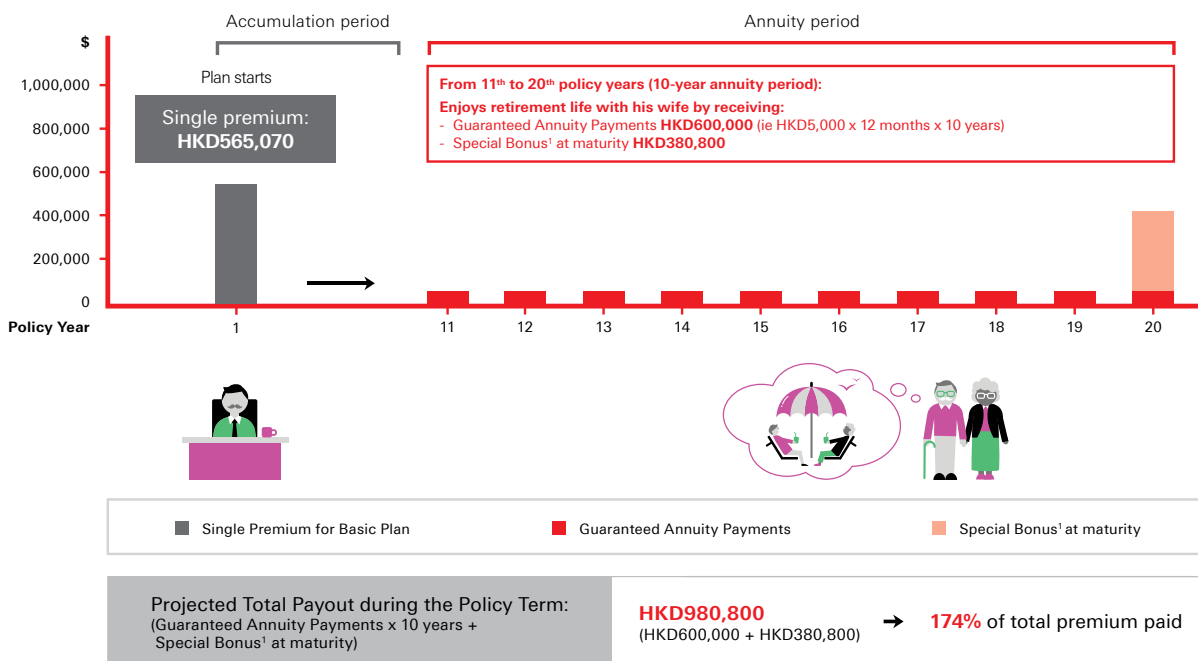 Accumulation period
Annuity period
$
Plan starts
Single premium:
HKD565,070
From 11th to 20th policy years (10-year annuity period):
Enjoys retirement life with his wife by receiving:
- Guaranteed Annuity Payments HKD600,000 (ie HKD5,000 x 12 months x 10 years)
- Special Bonus¹ at maturity HKD380,800
1,000,000
800,000
600,000
400,000
200,000
0
Policy Year 1 11 12 13 14 15 16 17 18 19 20
Single Premium for Basic Plan
Guaranteed Annuity Payments
Special Bonus¹ at maturity
Projected Total Payout during the Policy Term:
(Guaranteed Annuity Payments x 10 years +
Special Bonus¹ at maturity)
HKD980,800
(HKD600,000 + HKD380,800)
→ 174% of total premium paid